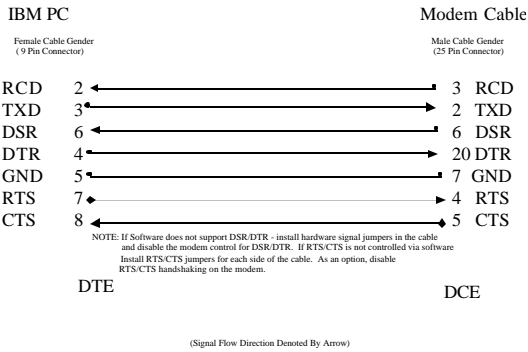 IBM PC Modem Cable
Female Cable Gender Male Cable Gender
( 9 Pin Connector) (25 Pin Connector)
RCD 2 3 RCD
TXD 3 2 TXD
DSR 6 6 DSR
DTR 4 20 DTR
GND 5 7 GND
RTS 7 4 RTS
CTS 8 5 CTS
NOTE: If Software does not support DSR/DTR - install hardware signal jumpers in the cable
and disable the modem control for DSR/DTR. If RTS/CTS is not controlled via software
Install RTS/CTS jumpers for each side of the cable. As an option, disable
RTS/CTS handshaking on the modem.
DTE DCE
(Signal Flow Direction Denoted By Arrow)